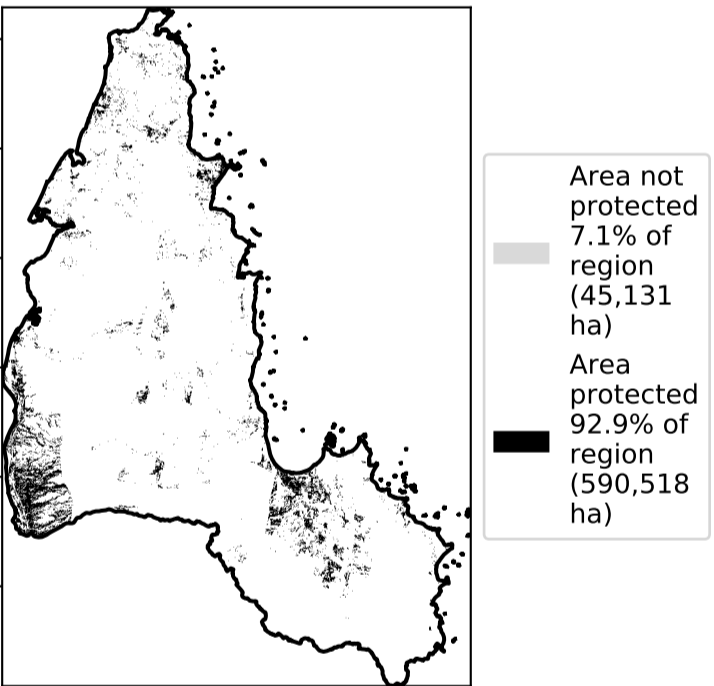 Area not
protected
7.1% of
region
(45,131
ha)
Area
protected
92.9% of
region
(590,518
ha)